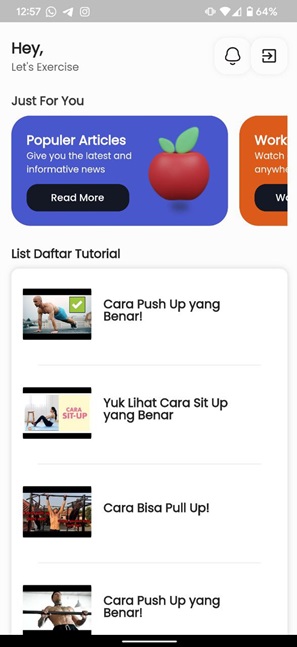 12:57
64%
Hey,
Let's Exercise
Just For You
Populer Articles
Give you the latest and
informative news
Read More
Work
Watch
anywhe
Wa
List Daftar Tutorial
Cara Push Up yang
Benar!
CARA
SIT-UP
Yuk Lihat Cara Sit Up
yang Benar
Cara Bisa Pull Up!
Cara Push Up yang
Benar!